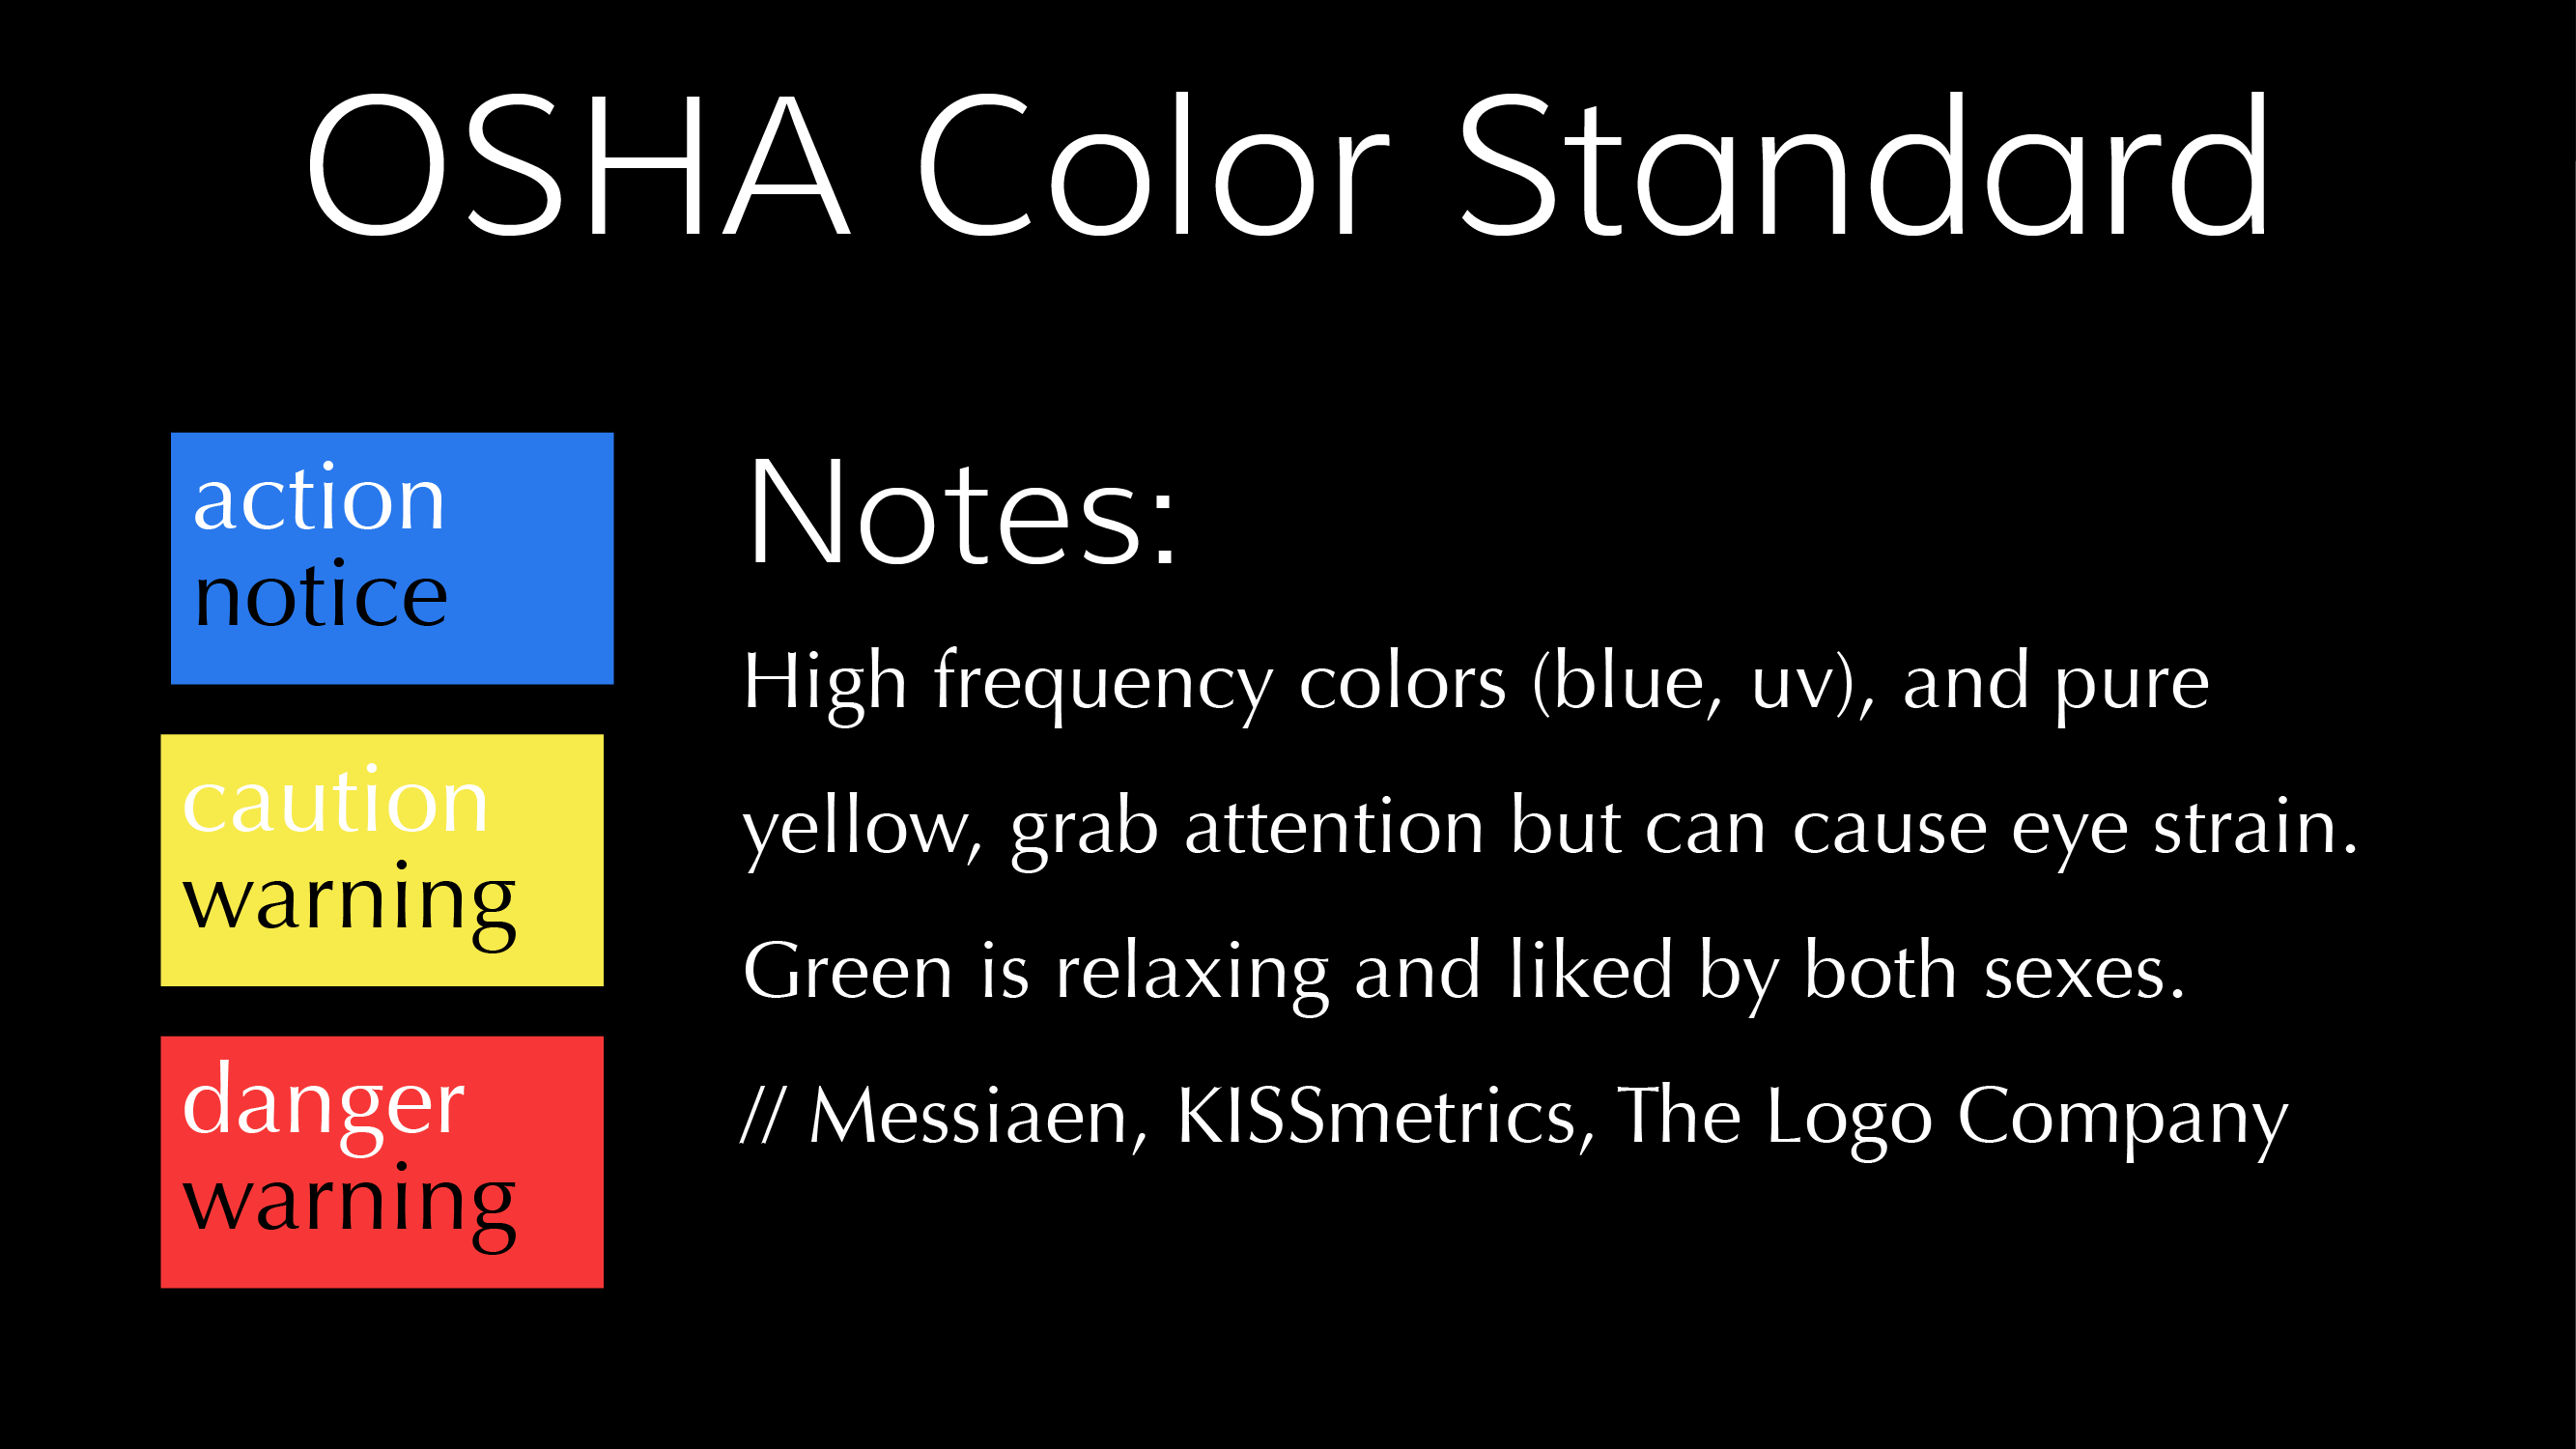 OSHA Color Standard
action
notice
caution
warning
danger
warning
Notes:
High frequency colors (blue, uv), and pure
yellow, grab attention but can cause eye strain.
Green is relaxing and liked by both sexes.
// Messiaen, KISSmetrics, The Logo Company